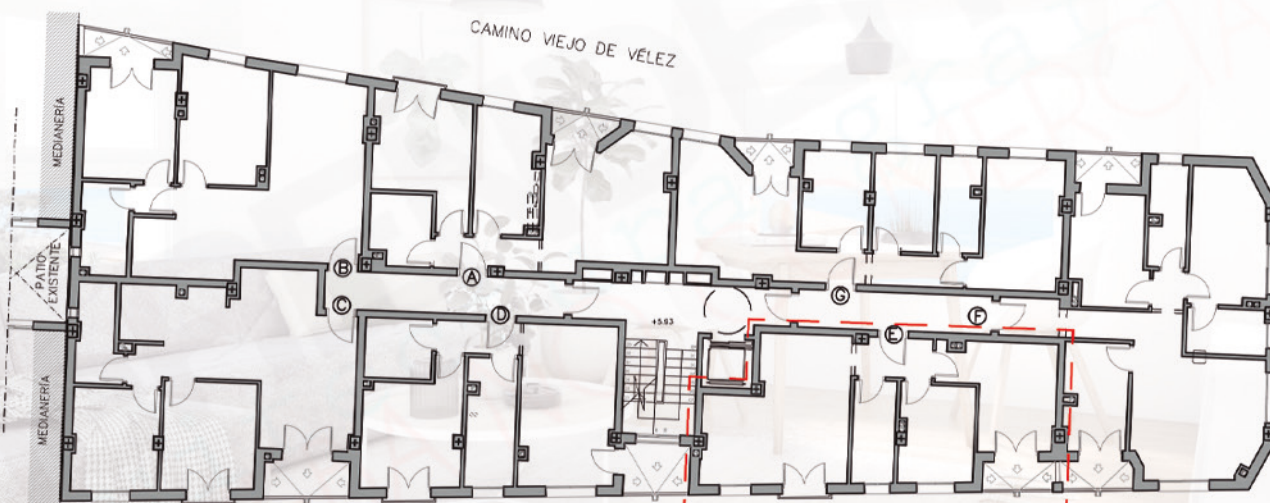 CAMINO VIEJO DE VÉLEZ
MEDIANERÍA
PATIO
EXISTENTE
MEDIANERÍA
B
A
C
D
G
F
E
+5.63